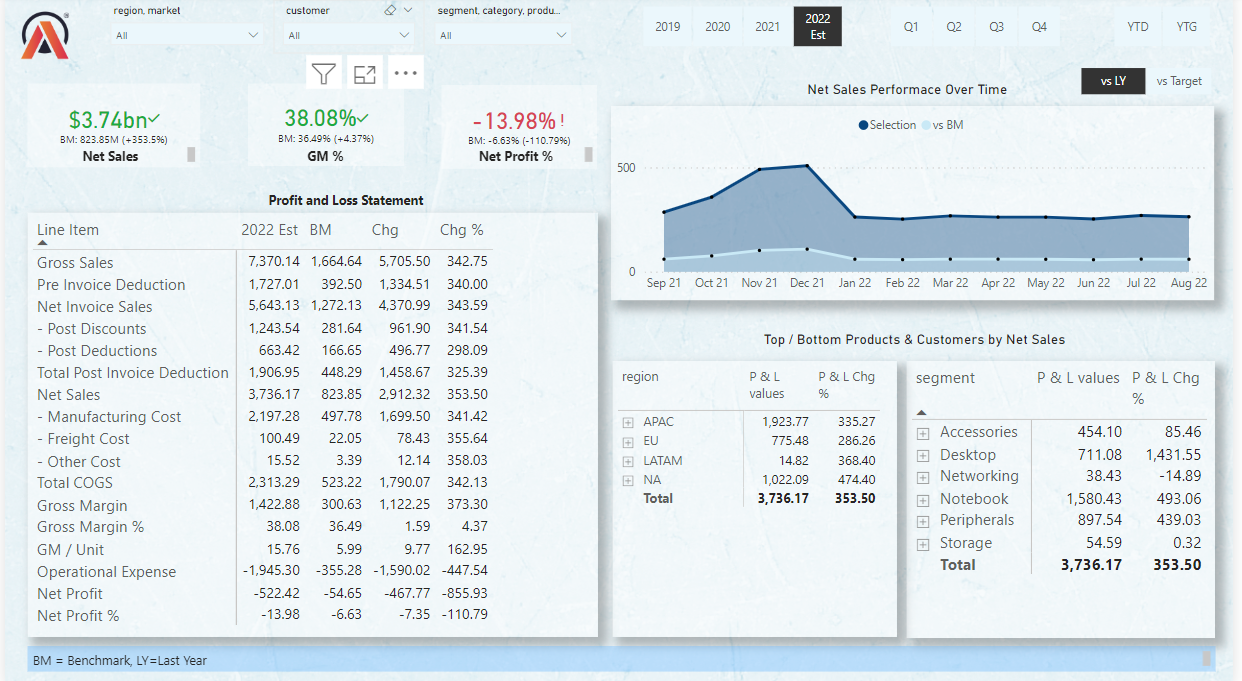 region, market customer segment, category, produ...
All All All
2019 2020 2021 2022 Est Q1 Q2 Q3 Q4 YTD YTG
vs LY vs Target
$3.74bn
BM: 823.85M (+353.5%)
Net Sales
38.08%
BM: 36.49% (+4.37%)
GM %
-13.98% !
BM: -6.63% (-110.79%)
Net Profit %
Net Sales Performace Over Time
Selection vs BM
500
0
Sep 21 Oct 21 Nov 21 Dec 21 Jan 22 Feb 22 Mar 22 Apr 22 May 22 Jun 22 Jul 22 Aug 22
Profit and Loss Statement
Line Item 2022 Est BM Chg Chg %
Gross Sales 7,370.14 1,664.64 5,705.50 342.75
Pre Invoice Deduction 1,727.01 392.50 1,334.51 340.00
Net Invoice Sales 5,643.13 1,272.13 4,370.99 343.59
- Post Discounts 1,243.54 281.64 961.90 341.54
- Post Deductions 663.42 166.65 496.77 298.09
Total Post Invoice Deduction 1,906.95 448.29 1,458.67 325.39
Net Sales 3,736.17 823.85 2,912.32 353.50
- Manufacturing Cost 2,197.28 497.78 1,699.50 341.42
- Freight Cost 100.49 22.05 78.43 355.64
- Other Cost 15.52 3.39 12.14 358.03
Total COGS 2,313.29 523.22 1,790.07 342.13
Gross Margin 1,422.88 300.63 1,122.25 373.30
Gross Margin % 38.08 36.49 1.59 4.37
GM / Unit 15.76 5.99 9.77 162.95
Operational Expense -1,945.30 -355.28 -1,590.02 -447.54
Net Profit -522.42 -54.65 -467.77 -855.93
Net Profit % -13.98 -6.63 -7.35 -110.79
Top / Bottom Products & Customers by Net Sales
region P & L values P & L Chg %
APAC 1,923.77 335.27
EU 775.48 286.26
LATAM 14.82 368.40
NA 1,022.09 474.40
Total 3,736.17 353.50
segment P & L values P & L Chg %
Accessories 454.10 85.46
Desktop 711.08 1,431.55
Networking 38.43 -14.89
Notebook 1,580.43 493.06
Peripherals 897.54 439.03
Storage 54.59 0.32
Total 3,736.17 353.50
BM = Benchmark, LY=Last Year